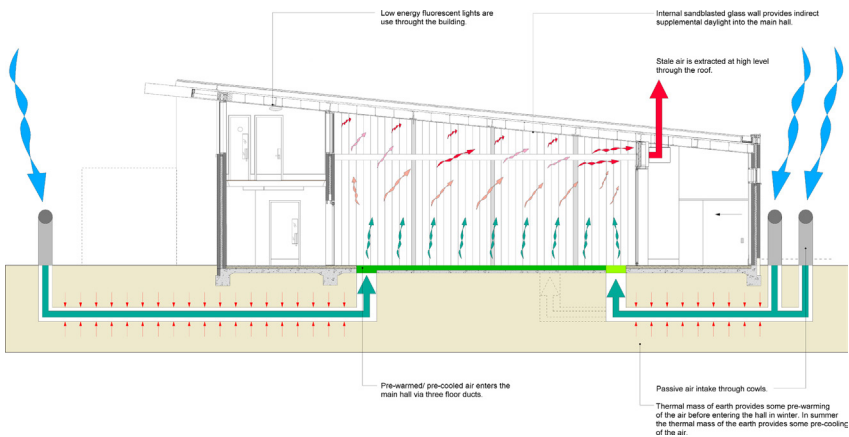 Low energy fluorescent lights are
use throught the building.
Internal sandblasted glass wall provides indirect
supplemental daylight into the main hall.
Stale air is extracted at high level
through the roof.
Pre-warmed/ pre-cooled air enters the
main hall via three floor ducts.
Passive air intake through cowls.
Thermal mass of earth provides some pre-warming
of the air before entering the hall in winter. In summer
the thermal mass of the earth provides some pre-cooling
of the air.